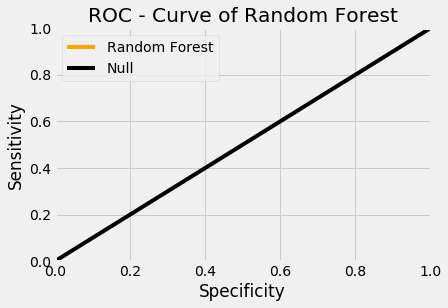 ROC - Curve of Random Forest
Random Forest
Null
Sensitivity
1.0
0.8
0.6
0.4
0.2
0.0
0.0 0.2 0.4 0.6 0.8 1.0
Specificity